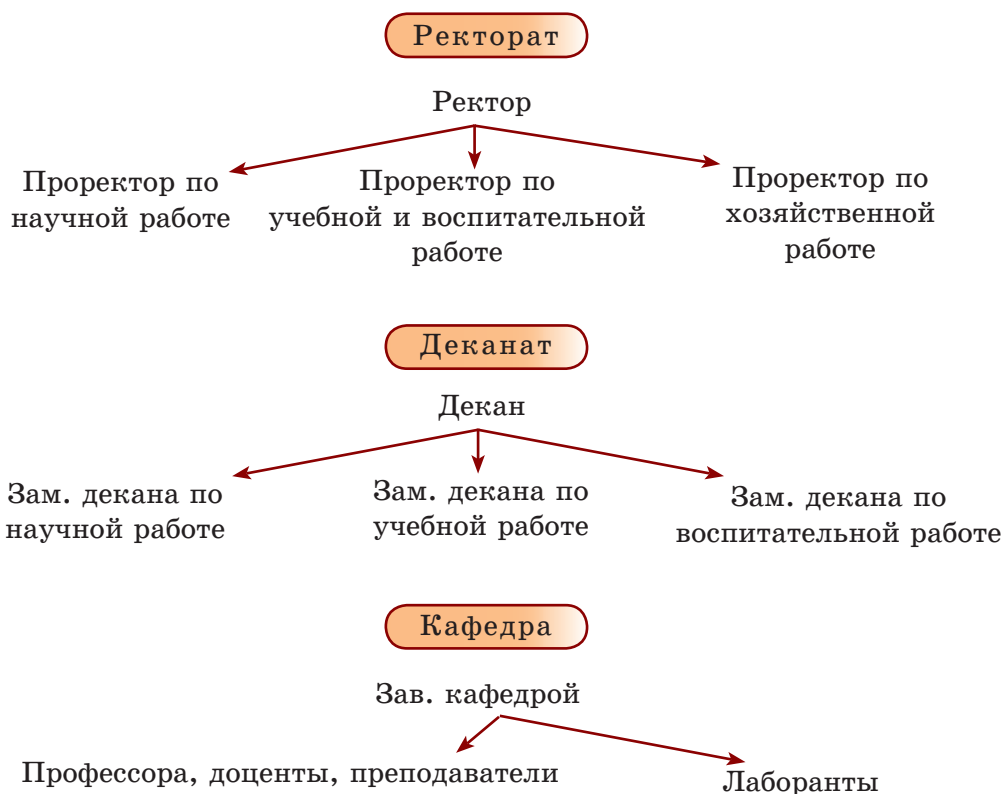 Ректорат
Ректор
Проректор по
научной работе
Проректор по
учебной и воспитательной
работе
Проректор по
хозяйственной
работе
Деканат
Декан
Зам. декана по
научной работе
Зам. декана по
учебной работе
Зам. декана по
воспитательной работе
Кафедра
Зав. кафедрой
Профессора, доценты, преподаватели
Лаборанты